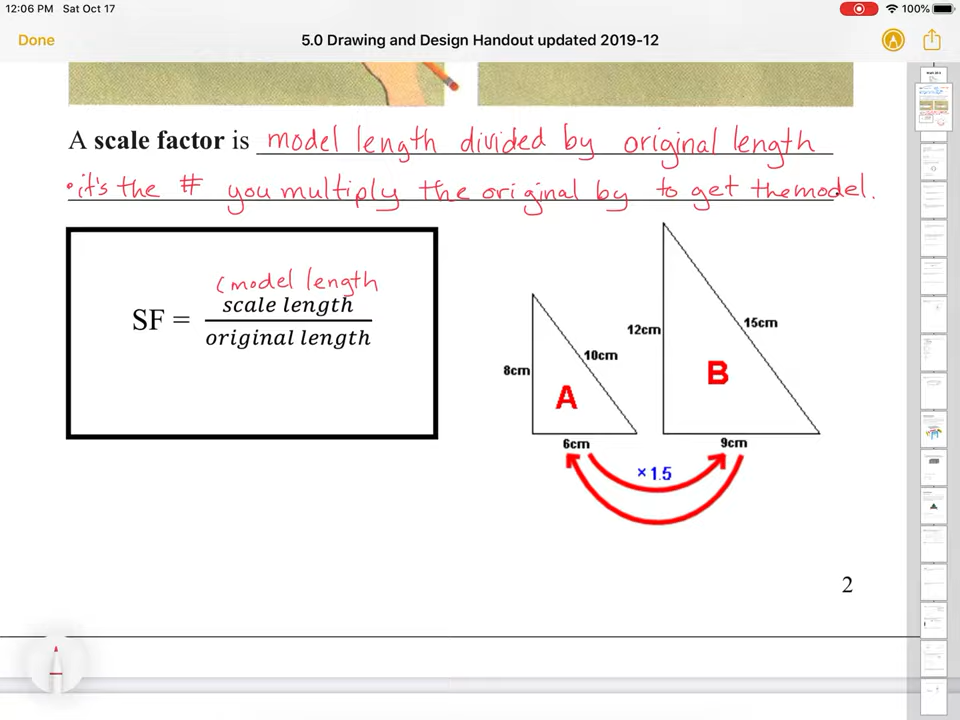 12:06 PM Sat Oct 17 100%
Done 5.0 Drawing and Design Handout updated 2019-12
A scale factor is model length divided by original length
•it's the # you multiply the original by to get the model.
(model length
SF = scale length
original length
12cm 15cm
8cm 10cm
A B
6cm 9cm
×1.5
2